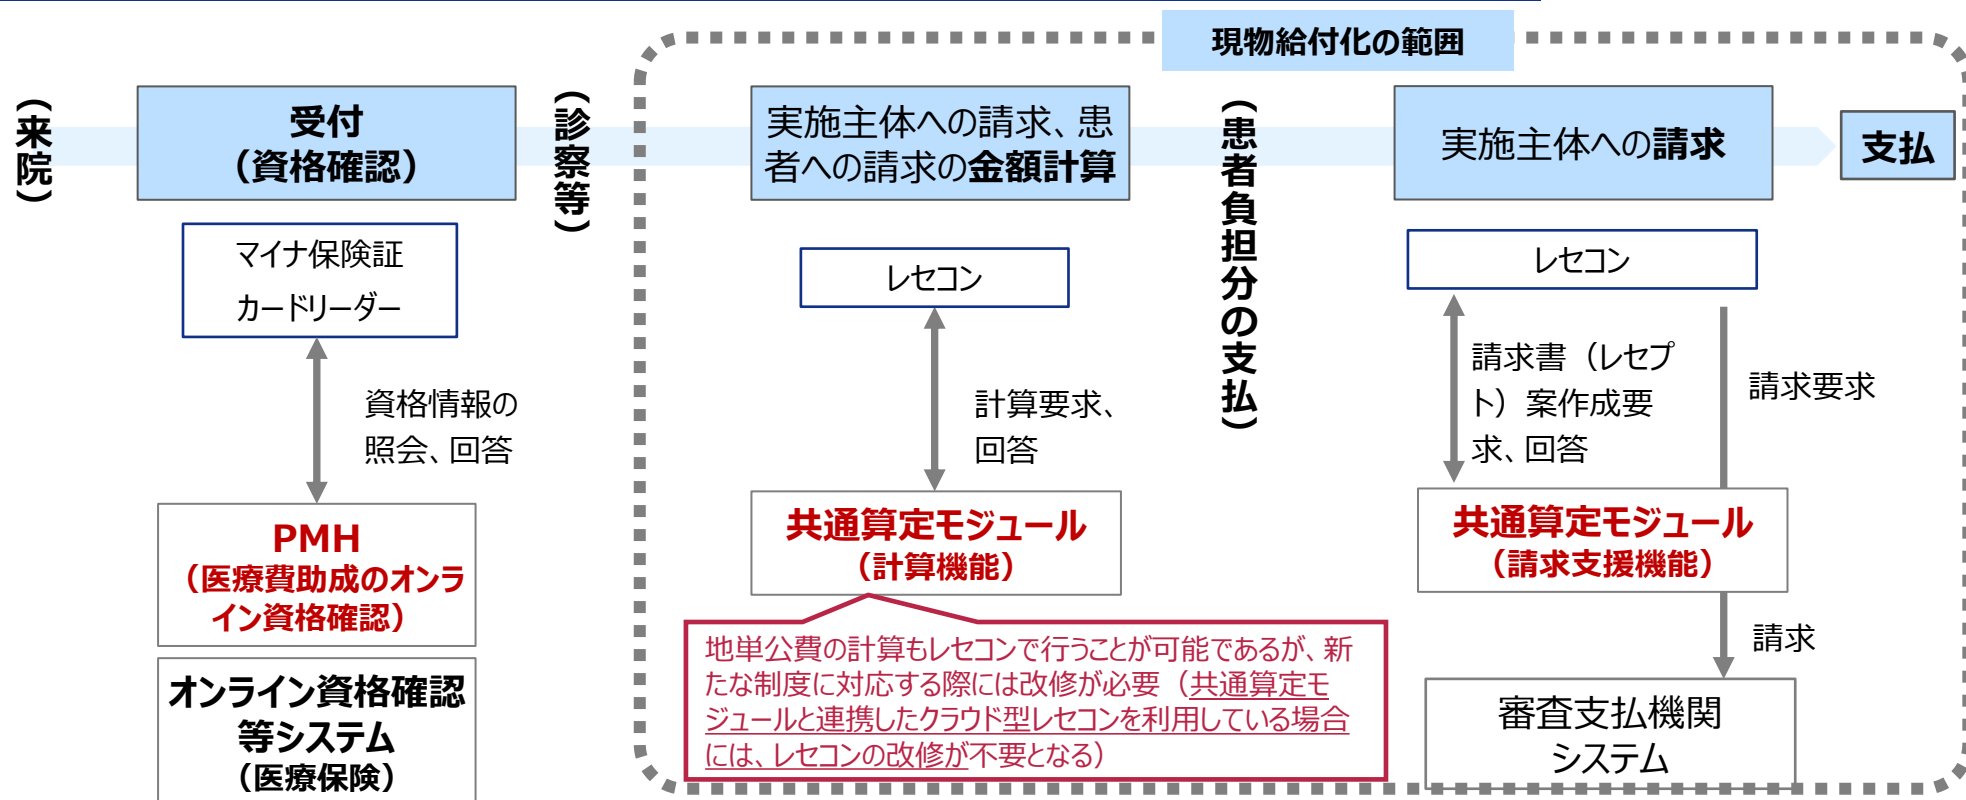 現物給付化の範囲
（来院）
受付
（資格確認）
（診察等）
実施主体への請求、患
者への請求の金額計算
（患者負担分の支払）
実施主体への請求
支払
マイナ保険証
カードリーダー
資格情報の
照会、回答
PMH
（医療費助成のオンラ
イン資格確認）
オンライン資格確認
等システム
（医療保険）
レセコン
計算要求、
回答
共通算定モジュール
（計算機能）
地単公費の計算もレセコンで行うことが可能であるが、新
たな制度に対応する際には改修が必要（共通算定モ
ジュールと連携したクラウド型レセコンを利用している場合
には、レセコンの改修が不要となる）
レセコン
請求書（レセプ
ト）案作成要
求、回答
請求要求
共通算定モジュール
（請求支援機能）
請求
審査支払機関
システム